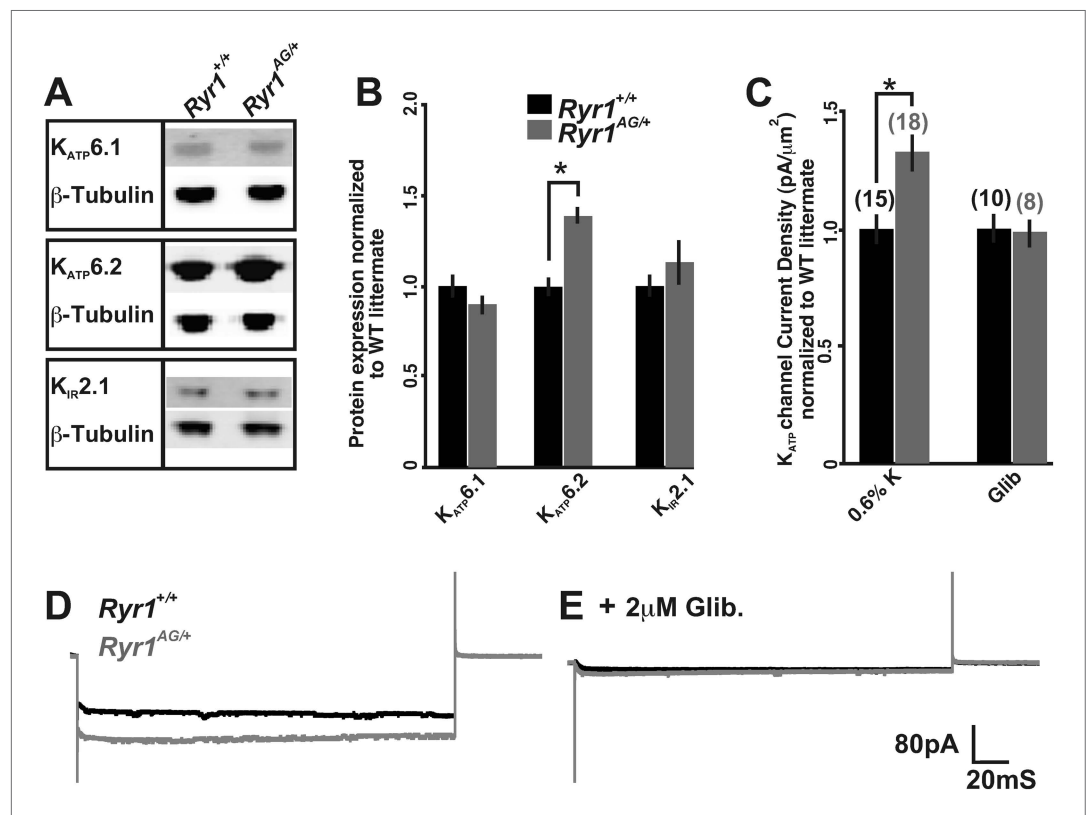 A
Ryr1+/+
Ryr1AG/+
KATP6.1
β-Tubulin
KATP6.2
β-Tubulin
KIR2.1
β-Tubulin
B
Ryr1+/+
Ryr1AG/+
Protein expression normalized
to WT littermate
2.0
1.5
1.0
0.5
0
*
KATP6.1
KATP6.2
KIR2.1
C
KATP channel Current Density (pA/μm2)
normalized to WT littermate
1.5
1.0
0.5
0
*
(15)
(18)
(10)
(8)
0.6% K
Glib
D
Ryr1+/+
Ryr1AG/+
E + 2μM Glib.
80pA
20mS